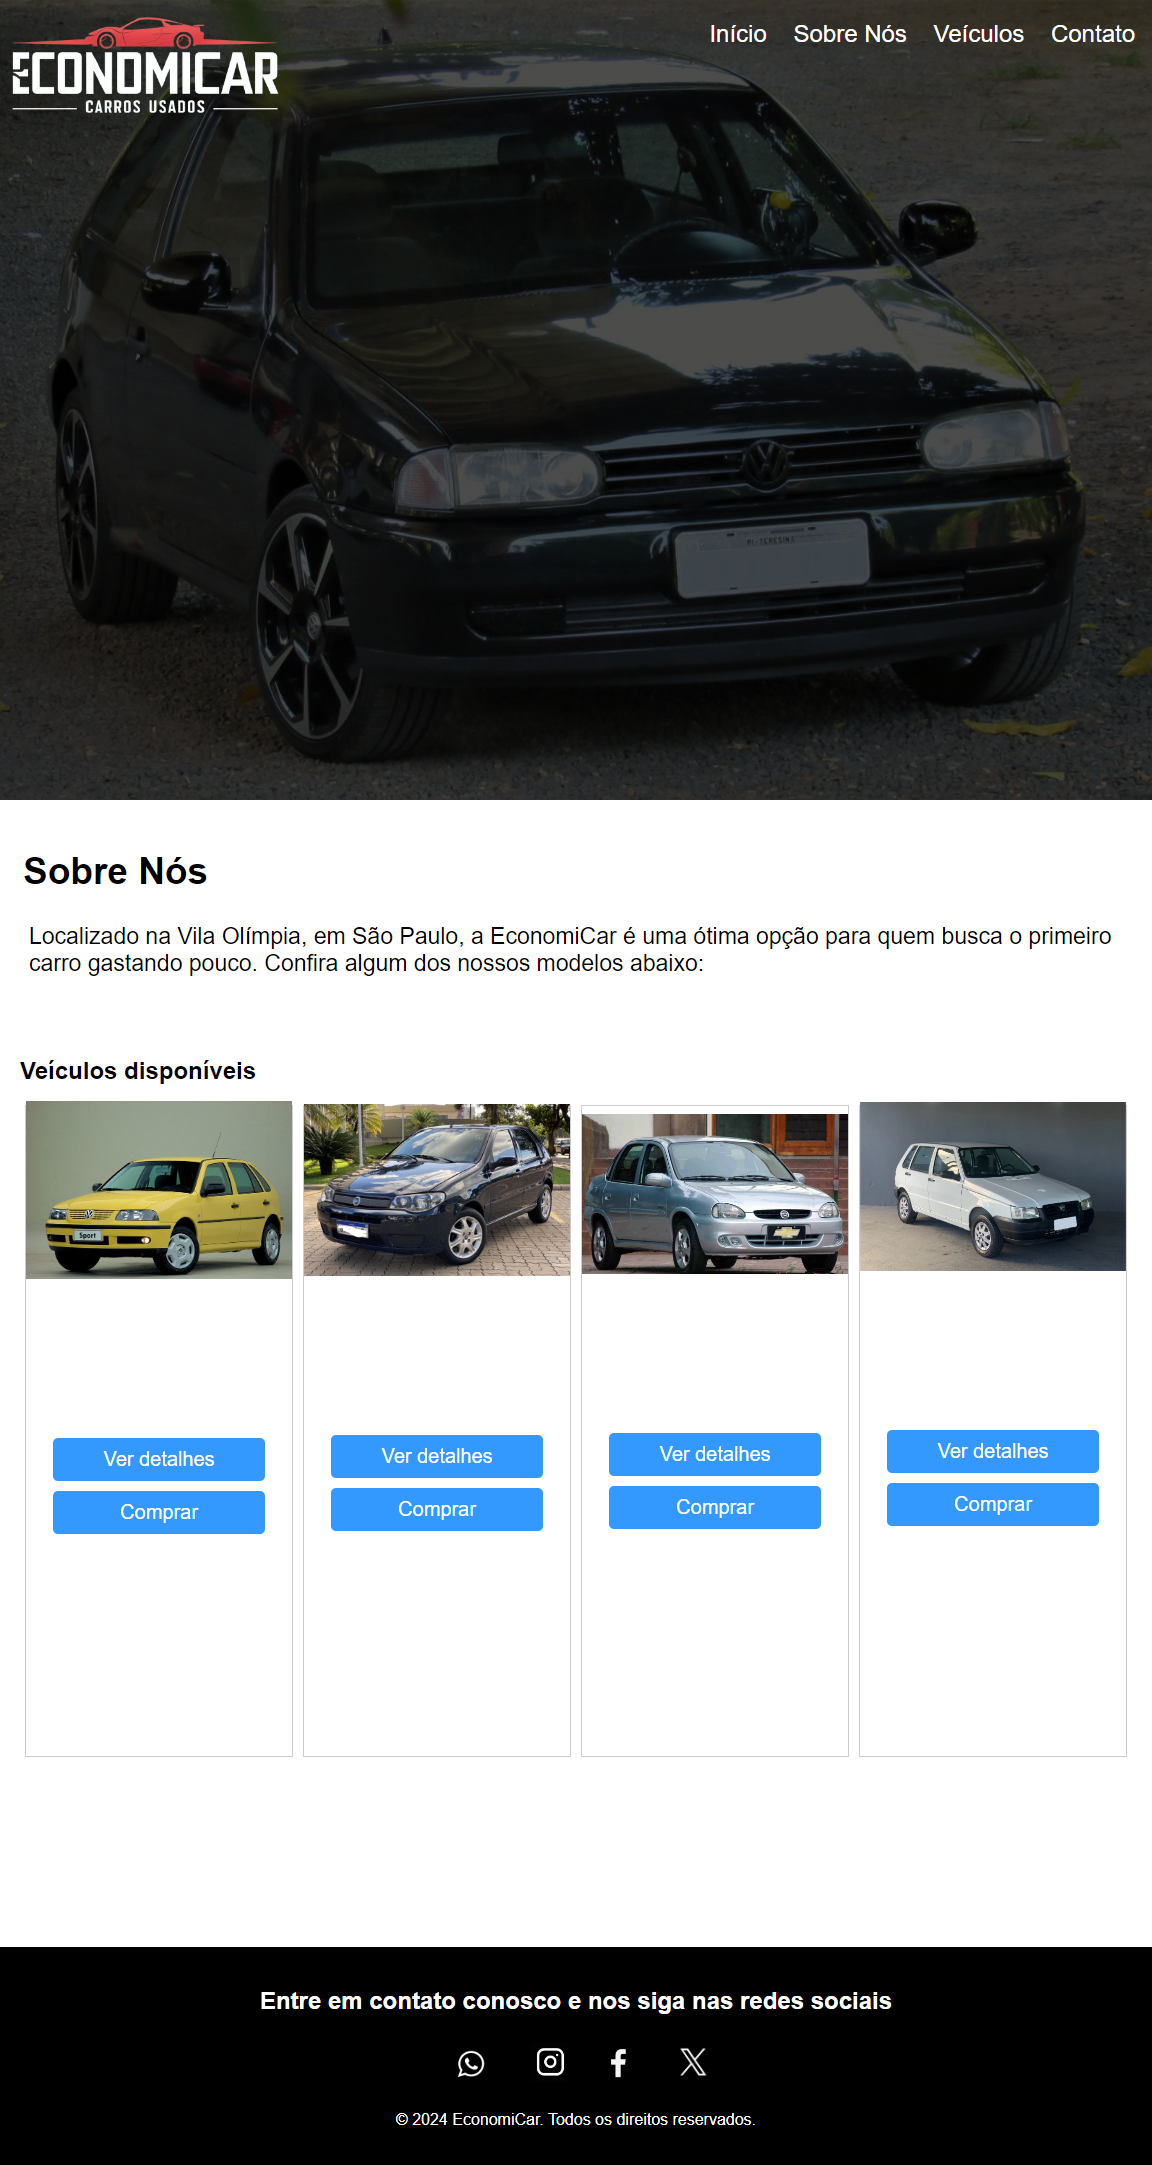 ECONOMICAR
CARROS USADOS
Início Sobre Nós Veículos Contato
PI-TERESINA
Sobre Nós
Localizado na Vila Olímpia, em São Paulo, a EconomiCar é uma ótima opção para quem busca o primeiro
carro gastando pouco. Confira algum dos nossos modelos abaixo:
Veículos disponíveis
Sport
Ver detalhes
Comprar
Ver detalhes
Comprar
Ver detalhes
Comprar
Ver detalhes
Comprar
Entre em contato conosco e nos siga nas redes sociais
© 2024 EconomiCar. Todos os direitos reservados.